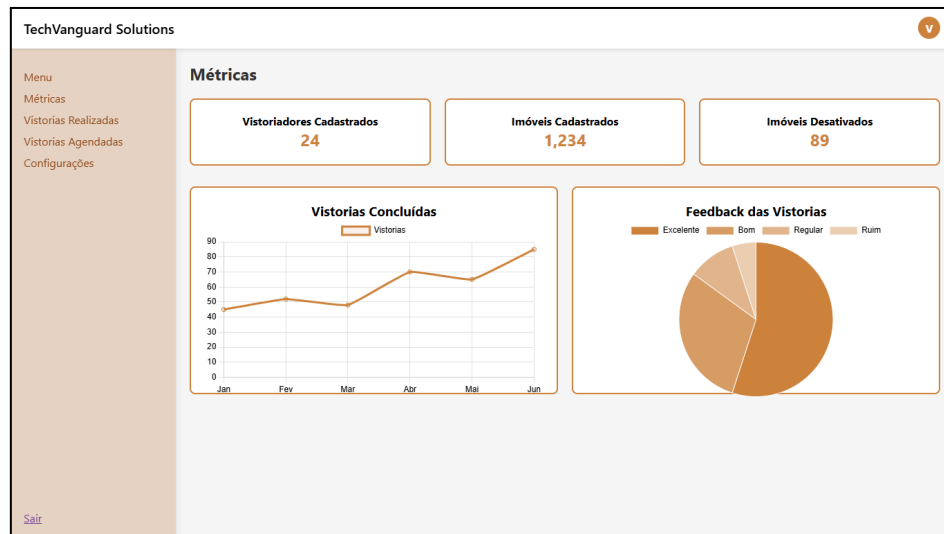 TechVanguard Solutions
V
Menu
Métricas
Vistorias Realizadas
Vistorias Agendadas
Configurações
Sair
Métricas
Vistoriadores Cadastrados
24
Imóveis Cadastrados
1,234
Imóveis Desativados
89
Vistorias Concluídas
Vistorias
90
80
70
60
50
40
30
20
10
0
Jan Fev Mar Abr Mai Jun
Feedback das Vistorias
Excelente Bom Regular Ruim